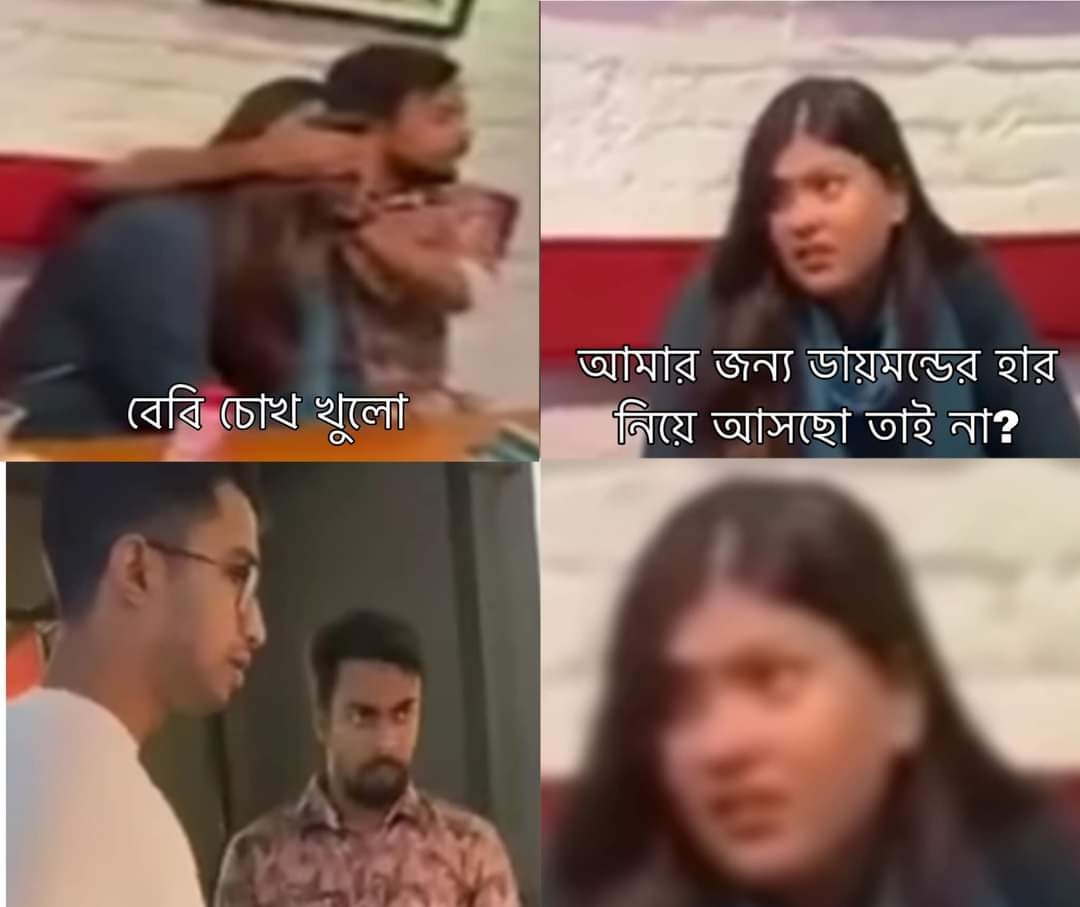 বেবি চোখ খুলো
আমার জন্য ডায়মন্ডের হার
নিয়ে আসছো তাই না?